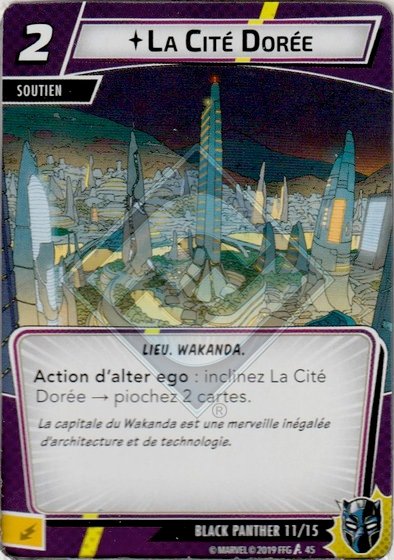 2
La Cité Dorée
SOUTIEN
LIEU. WAKANDA.
Action d'alter ego : inclinez La Cité
Dorée → piochez 2 cartes.
La capitale du Wakanda est une merveille inégalée
d'architecture et de technologie.
®
BLACK PANTHER 11/15
© MARVEL © 2019 FFG 45